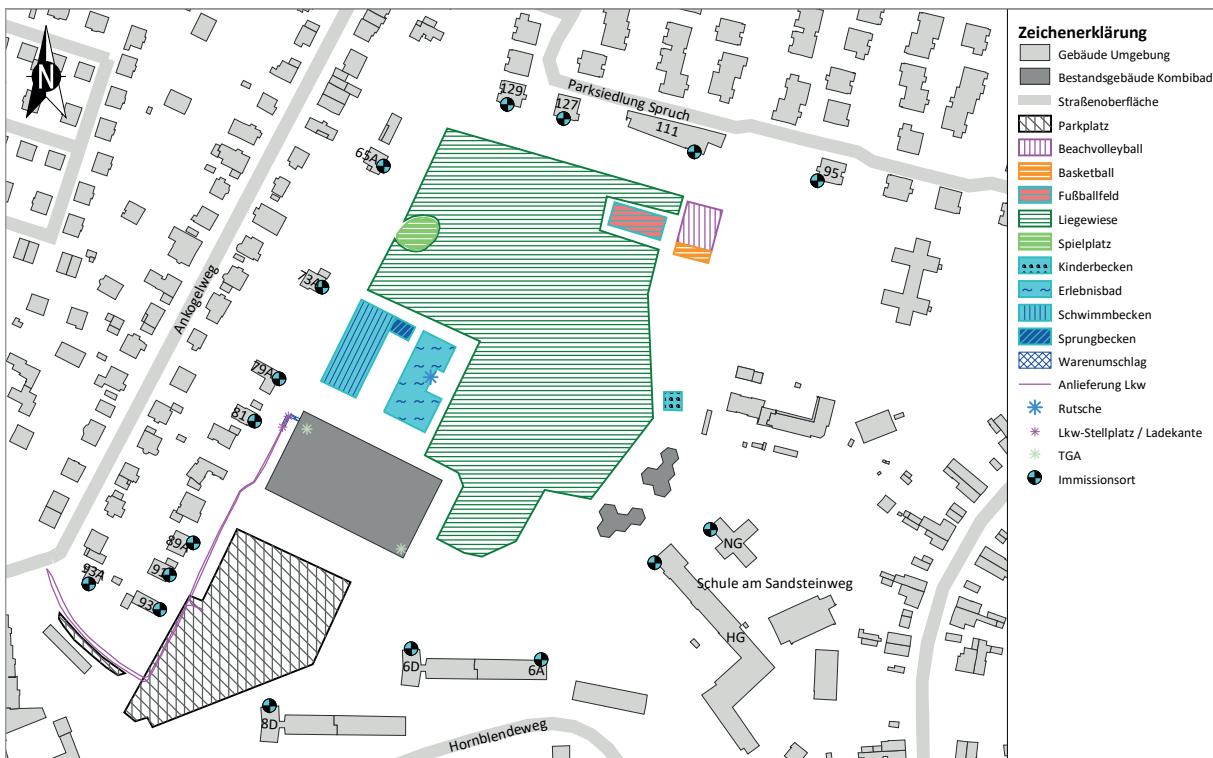 N
129
127
Parksiedlung Spruch
111
65A
95
73A
Ankogelweg
79A
81
89A
91
93A
93
NG
Schule am Sandsteinweg
HG
6D
6A
8D
Hornblendeweg
Zeichenerklärung
Gebäude Umgebung
Bestandsgebäude Kombibad
Straßenoberfläche
Parkplatz
Beachvolleyball
Basketball
Fußballfeld
Liegewiese
Spielplatz
Kinderbecken
Erlebnisbad
Schwimmbecken
Sprungbecken
Warenumschlag
Anlieferung Lkw
Rutsche
Lkw-Stellplatz / Ladekante
TGA
Immissionsort